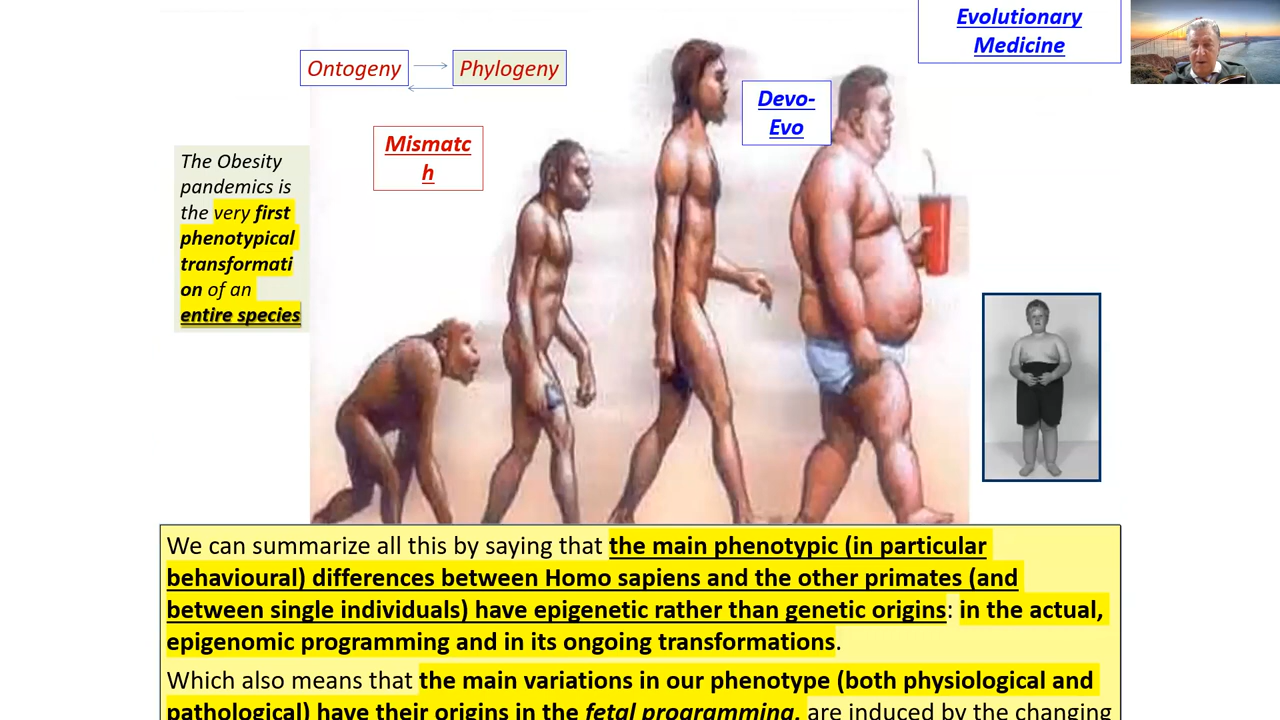 Evolutionary
Medicine
Ontogeny
Phylogeny
Devo-
Evo
Mismatc
h
The Obesity
pandemics is
the very first
phenotypical
transformati
on of an
entire species
We can summarize all this by saying that the main phenotypic (in particular
behavioural) differences between Homo sapiens and the other primates (and
between single individuals) have epigenetic rather than genetic origins: in the actual,
epigenomic programming and in its ongoing transformations.
Which also means that the main variations in our phenotype (both physiological and
pathological) have their origins in the fetal programming, are induced by the changing